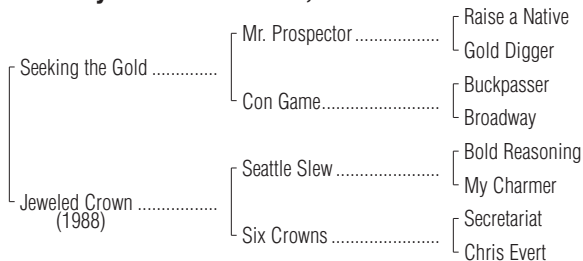 Raise a Native
Mr. Prospector ..................
Gold Digger
Seeking the Gold ..............
Buckpasser
Con Game.........................
Broadway
Bold Reasoning
Seattle Slew ......................
My Charmer
Jeweled Crown .................
(1988)
Secretariat
Six Crowns .......................
Chris Evert